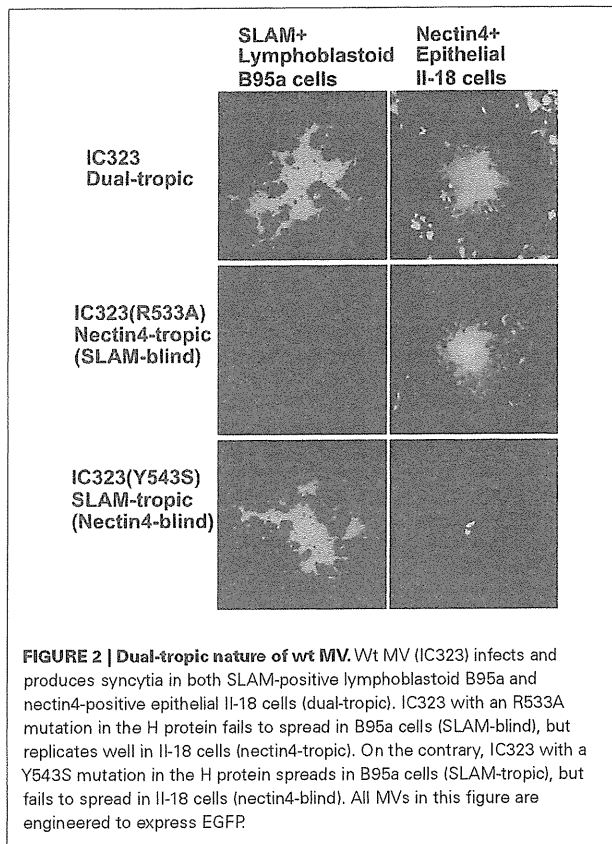 SLAM+
Lymphoblastoid
B95a cells
Nectin4+
Epithelial
II-18 cells
IC323
Dual-tropic
IC323(R533A)
Nectin4-tropic
(SLAM-blind)
IC323(Y543S)
SLAM-tropic
(Nectin4-blind)
FIGURE 2 | Dual-tropic nature of wt MV. Wt MV (IC323) infects and
produces syncytia in both SLAM-positive lymphoblastoid B95a and
nectin4-positive epithelial II-18 cells (dual-tropic). IC323 with an R533A
mutation in the H protein fails to spread in B95a cells (SLAM-blind), but
replicates well in II-18 cells (nectin4-tropic). On the contrary, IC323 with a
Y543S mutation in the H protein spreads in B95a cells (SLAM-tropic), but
fails to spread in II-18 cells (nectin4-blind). All MVs in this figure are
engineered to express EGFP.